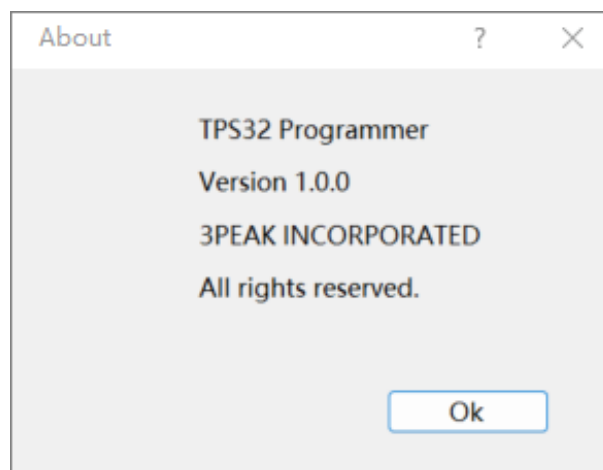 About ?
TPS32 Programmer
Version 1.0.0
3PEAK INCORPORATED
All rights reserved.
Ok